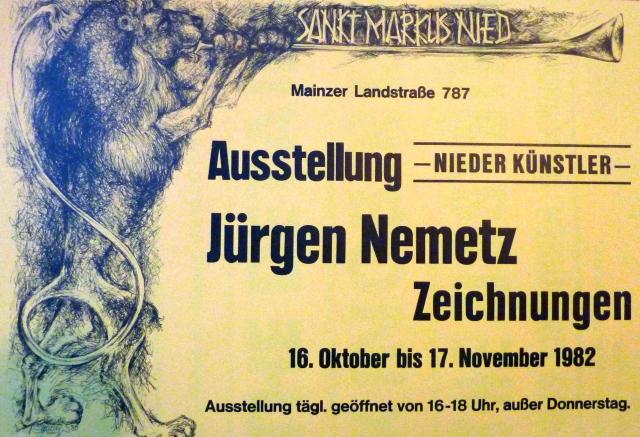 SANKT MARKUS NIED
Mainzer Landstraße 787
Ausstellung – NIEDER KÜNSTLER –
Jürgen Nemetz
Zeichnungen
16. Oktober bis 17. November 1982
Ausstellung tägl. geöffnet von 16-18 Uhr, außer Donnerstag.